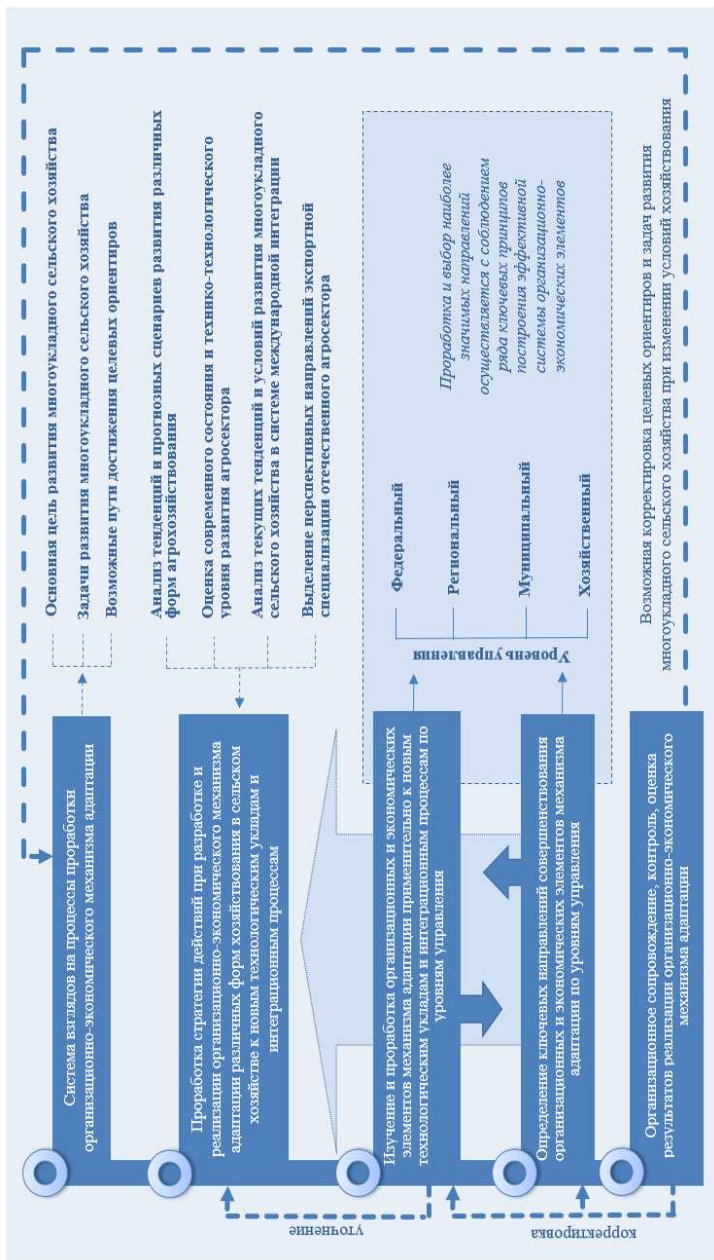 Система взглядов на процессы проработки
организационно-экономического механизма адаптации
Основная цель развития многоукладного сельского хозяйства
Задачи развития многоукладного сельского хозяйства
Возможные пути достижения целевых ориентиров
Проработка стратегии действий при разработке и
реализации организационно-экономического механизма
адаптации различных форм хозяйствования в сельском
хозяйстве к новым технологическим укладам и
интеграционным процессам
Анализ тенденций и прогнозных сценариев развития различных
форм агрохозяйствования
Оценка современного состояния и технико-технологического
уровня развития агросектора
Анализ текущих тенденций и условий развития многоукладного
сельского хозяйства в системе международной интеграции
Выделение перспективных направлений экспортной
специализации отечественного агросектора
уточнение
Изучение и проработка организационных и экономических
элементов механизма адаптации применительно к новым
технологическим укладам и интеграционным процессам по
уровням управления
Определение ключевых направлений совершенствования
организационных и экономических элементов механизма
адаптации по уровням управления
Уровень управления
Федеральный
Региональный
Муниципальный
Хозяйственный
Проработка и выбор наиболее
значимых направлений
осуществляется с соблюдением
ряда ключевых принципов
построения эффективной
системы организационно-
экономических элементов
корректировка
Организационное сопровождение, контроль, оценка
результатов реализации организационно-экономического
механизма адаптации
Возможная корректировка целевых ориентиров и задач развития
многоукладного сельского хозяйства при изменении условий хозяйствования